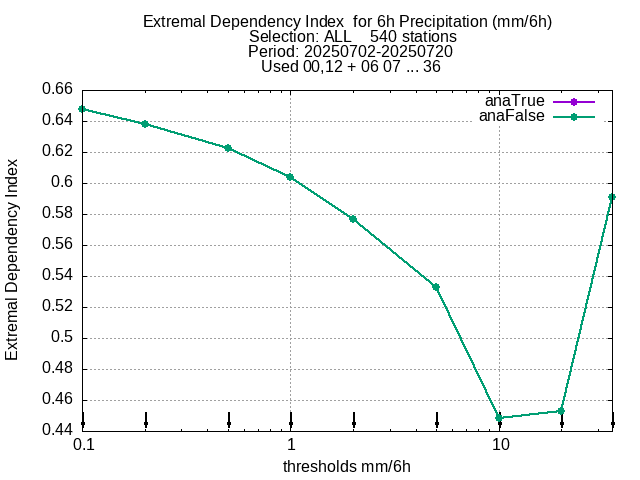 Extremal Dependency Index  for 6h Precipitation (mm/6h)
Selection: ALL    540 stations
Period: 20250702-20250720
Used 00,12 + 06 07 ... 36
anaTrue
anaFalse
0.66
0.64
0.62
0.6
0.58
0.56
0.54
0.52
0.5
0.48
0.46
0.44
Extremal Dependency Index
0.1 1 10
thresholds mm/6h